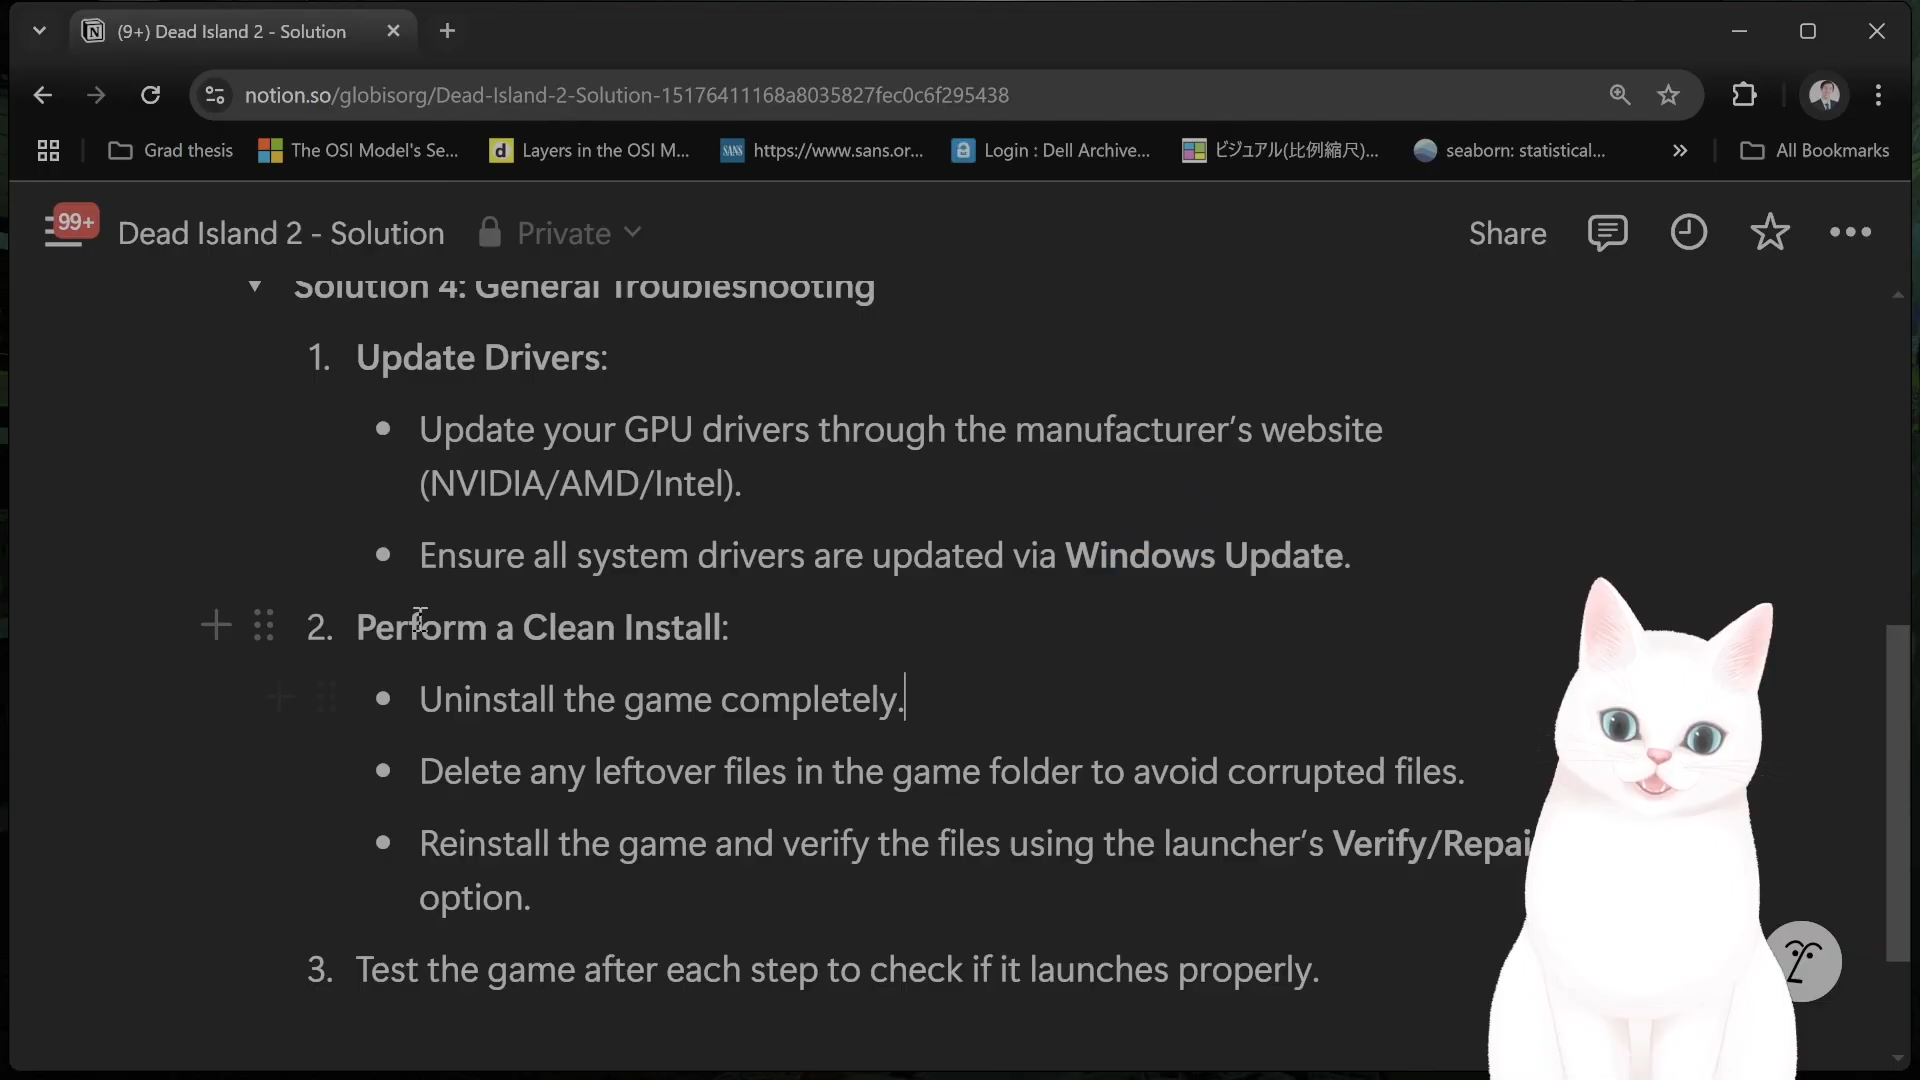 (9+) Dead Island 2 - Solution
notion.so/globisorg/Dead-Island-2-Solution-15176411168a8035827fec0c6f295438
Grad thesis
The OSI Model's Se...
d
Layers in the OSI M...
SANS
https://www.sans.or...
Login : Dell Archive...
ビジュアル(比例縮尺)...
seaborn: statistical...
All Bookmarks
99+
Dead Island 2 - Solution
Private
Share
Solution 4: General Troubleshooting
1. Update Drivers:
Update your GPU drivers through the manufacturer’s website
(NVIDIA/AMD/Intel).
Ensure all system drivers are updated via Windows Update.
2. Perform a Clean Install:
Uninstall the game completely.
Delete any leftover files in the game folder to avoid corrupted files.
Reinstall the game and verify the files using the launcher’s Verify/Repai
option.
3. Test the game after each step to check if it launches properly.